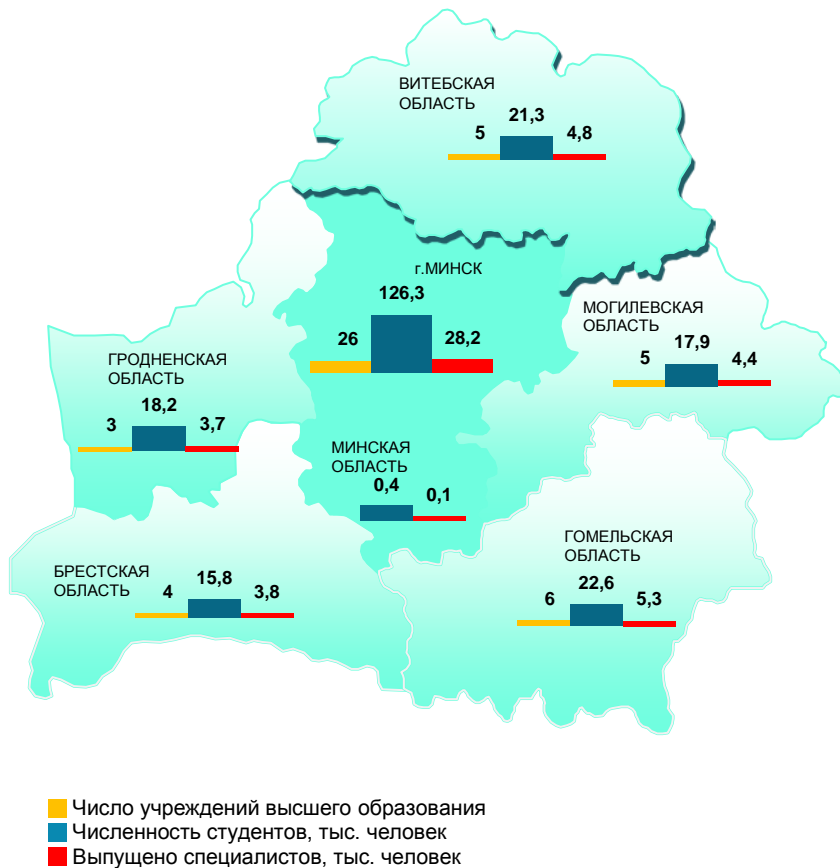 ВИТЕБСКАЯ
ОБЛАСТЬ
5 21,3 4,8
г.МИНСК
126,3
26 28,2
МОГИЛЕВСКАЯ
ОБЛАСТЬ
5 17,9 4,4
ГРОДНЕНСКАЯ
ОБЛАСТЬ
3 18,2 3,7
МИНСКАЯ
ОБЛАСТЬ
0,4 0,1
ГОМЕЛЬСКАЯ
ОБЛАСТЬ
6 22,6 5,3
БРЕСТСКАЯ
ОБЛАСТЬ
4 15,8 3,8
Число учреждений высшего образования
Численность студентов, тыс. человек
Выпущено специалистов, тыс. человек